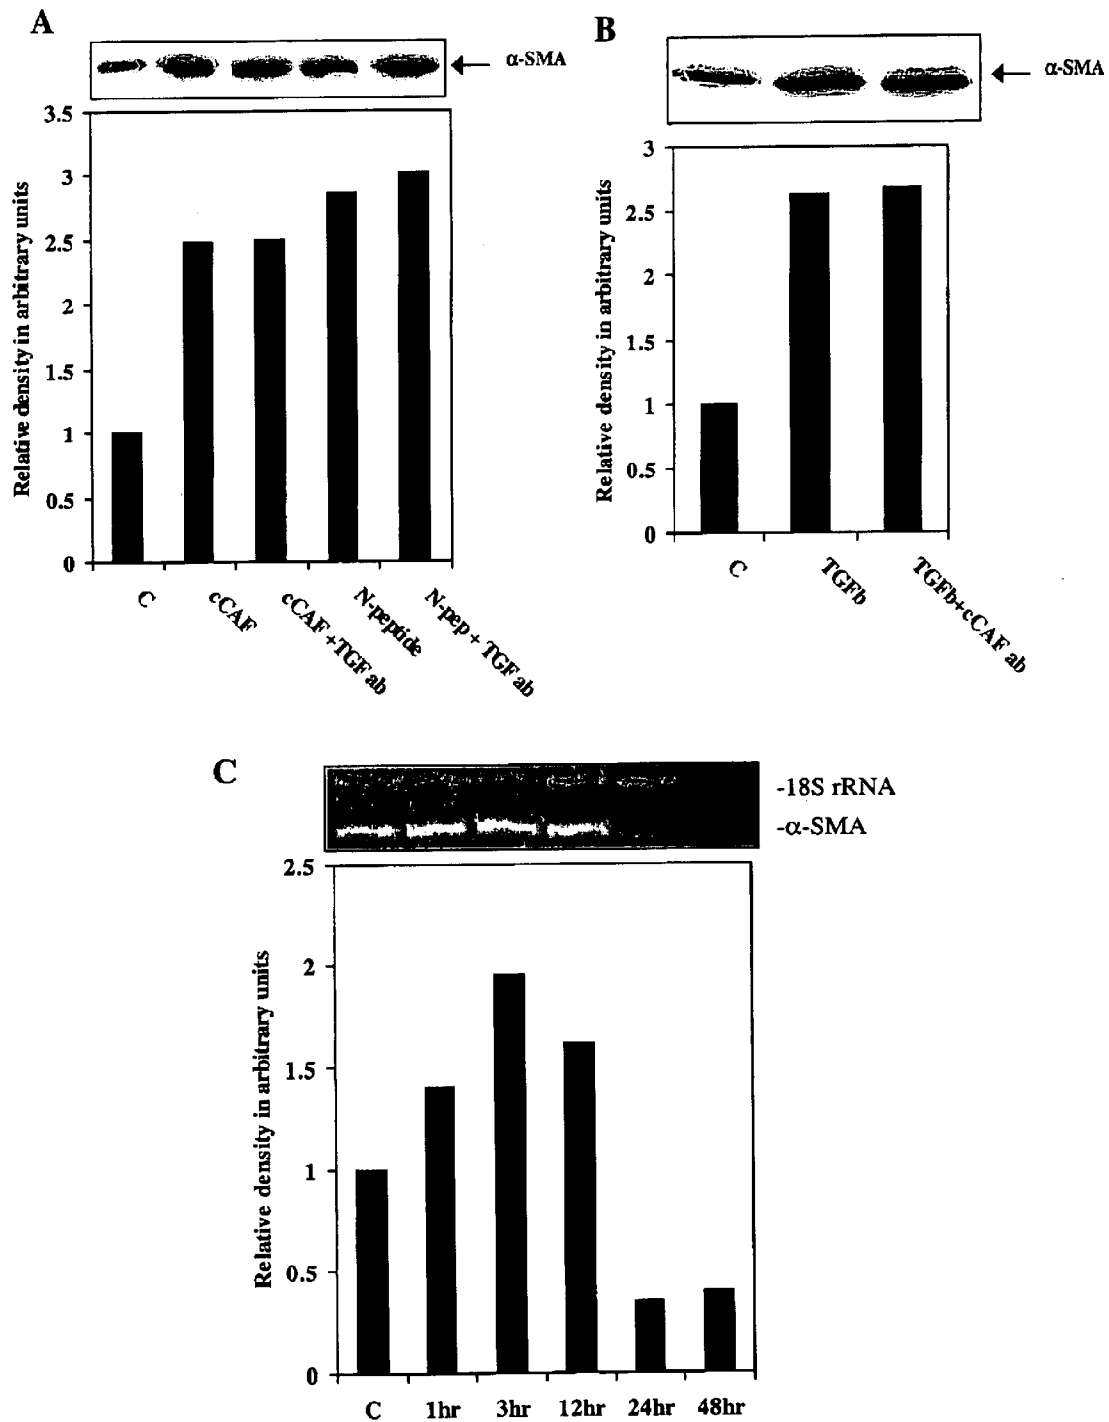 A
α-SMA
3.5
3
2.5
2
1.5
1
0.5
0
Relative density in arbitrary units
C
cCAF
cCAF +TGF ab
N-peptide
N-pep + TGF ab
B
α-SMA
3
2.5
2
1.5
1
0.5
0
Relative density in arbitrary units
C
TGFb
TGFb+cCAF ab
C
-18S rRNA
-α-SMA
2.5
2
1.5
1
0.5
0
Relative density in arbitrary units
C 1hr 3hr 12hr 24hr 48hr